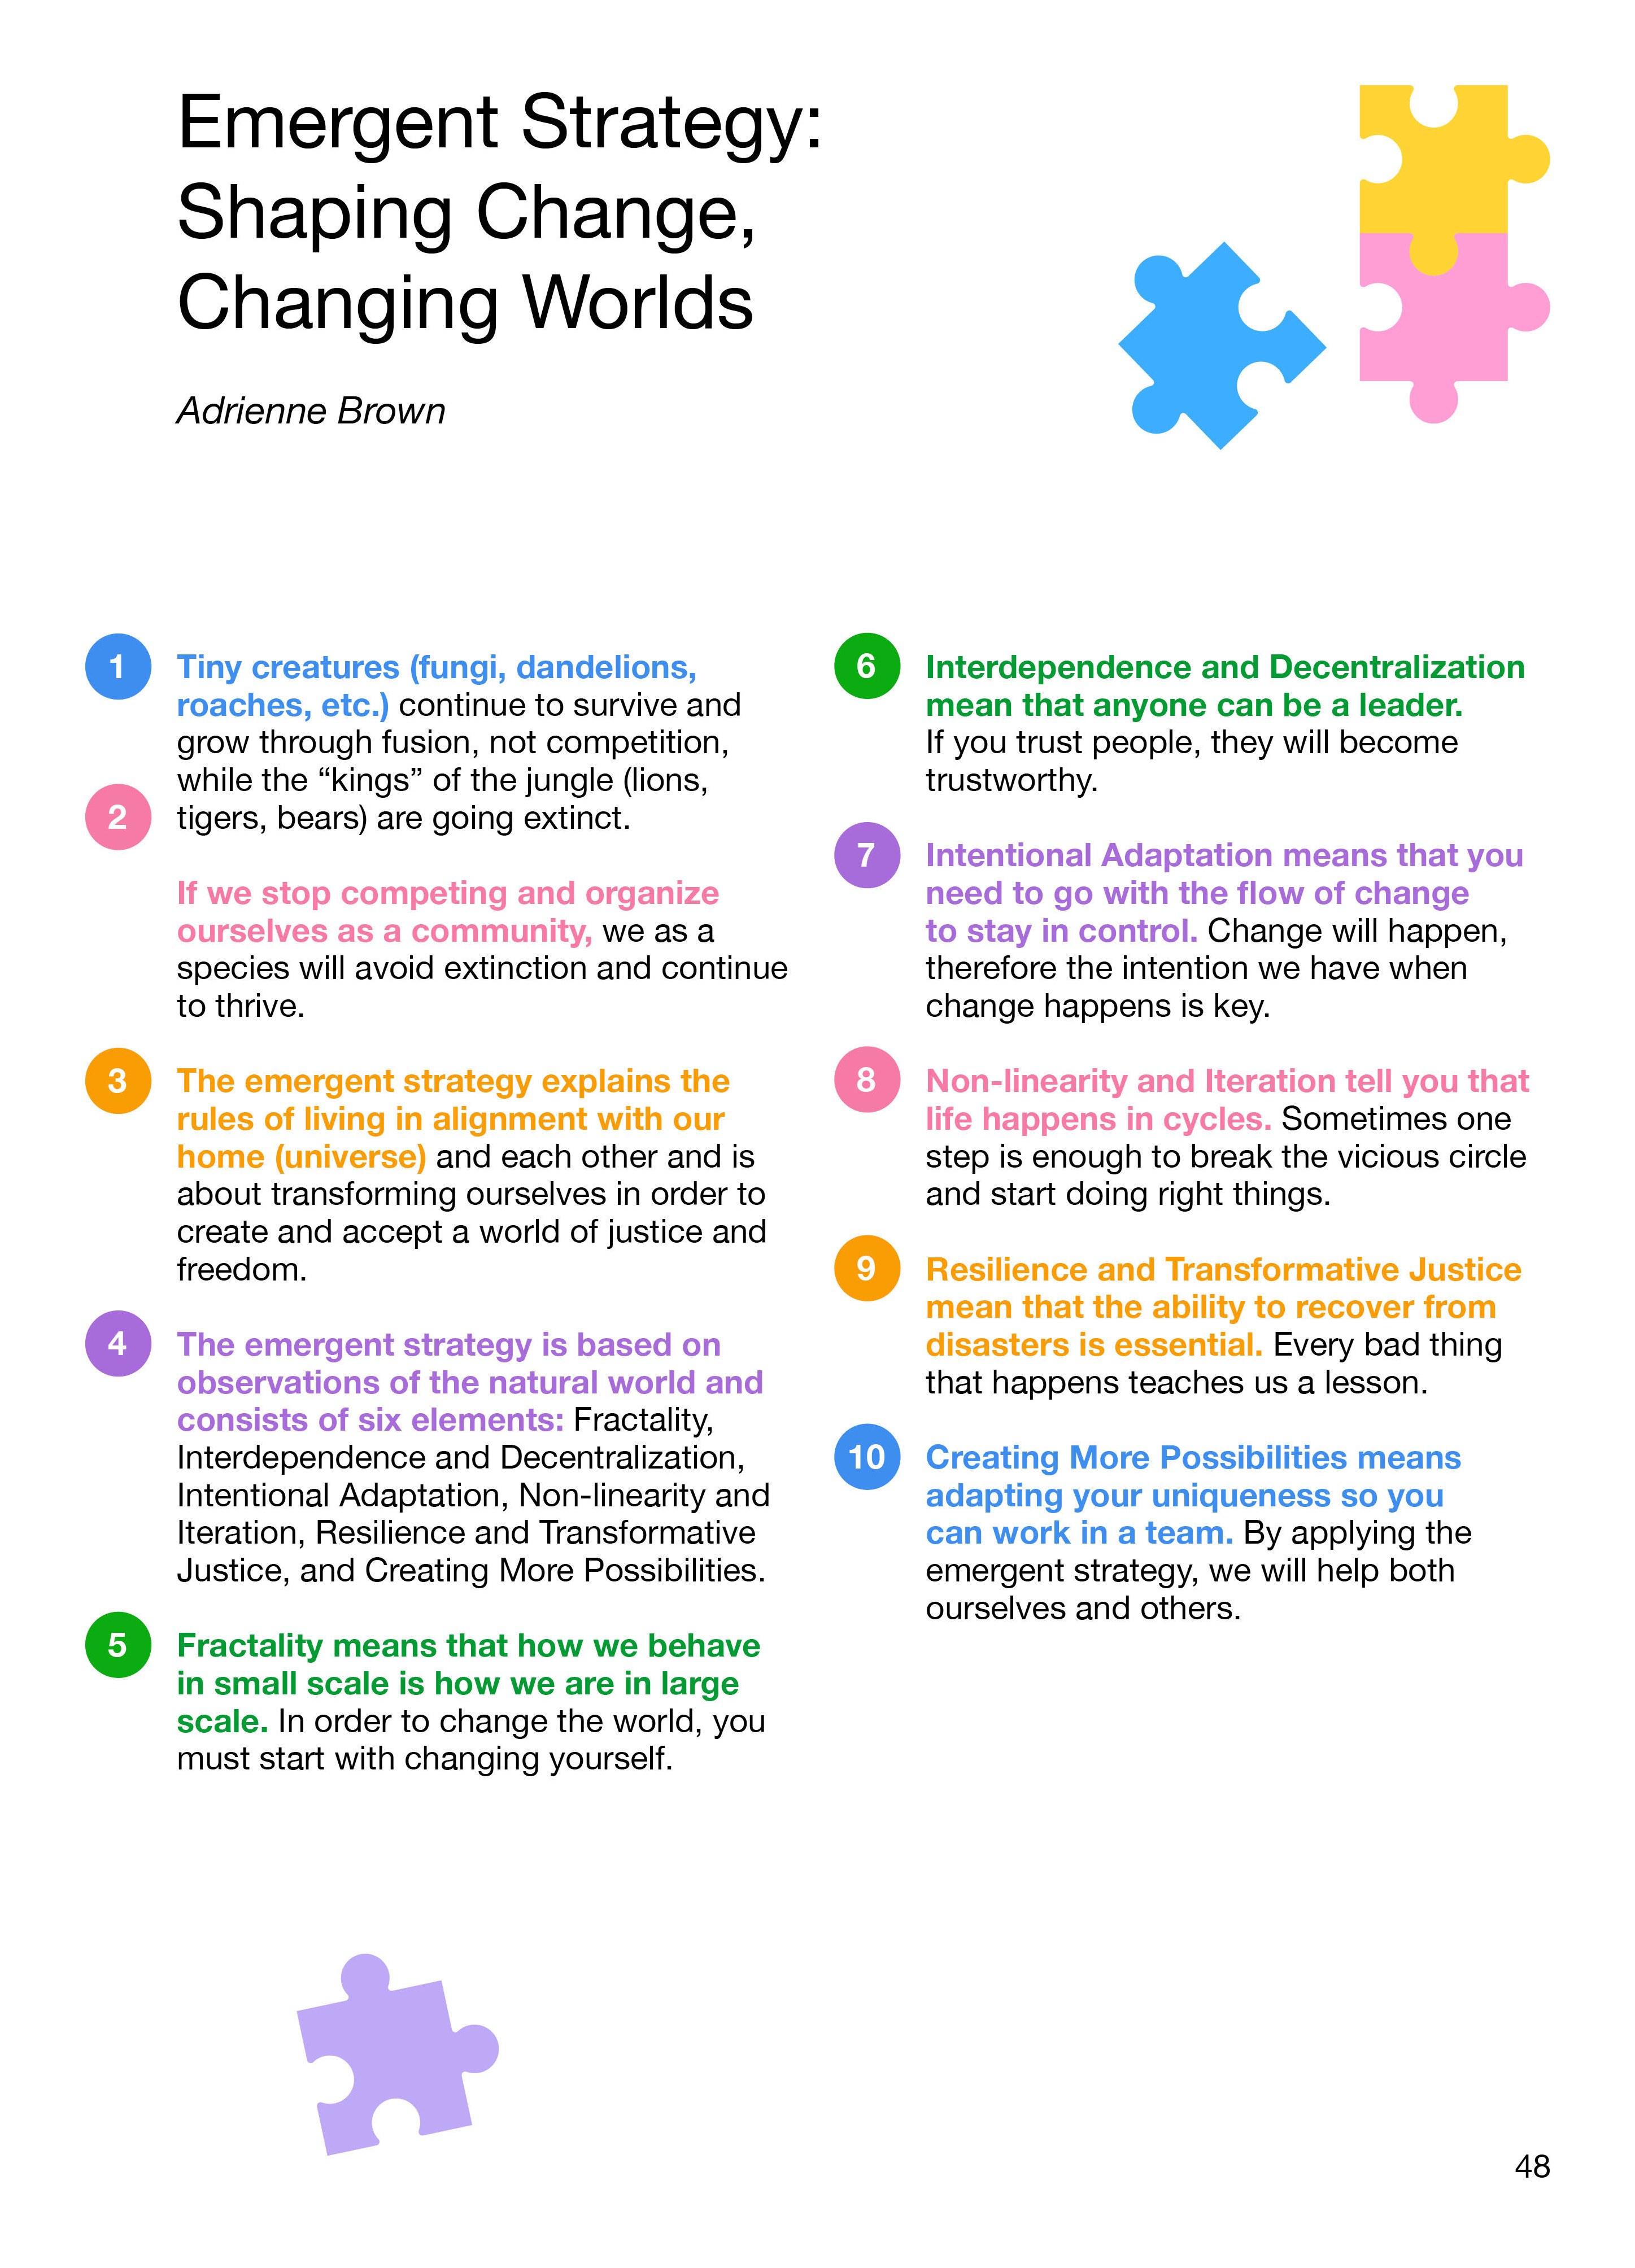 Emergent Strategy:
Shaping Change,
Changing Worlds
Adrienne Brown
1
Tiny creatures (fungi, dandelions,
roaches, etc.) continue to survive and
grow through fusion, not competition,
while the “kings” of the jungle (lions,
2
tigers, bears) are going extinct.
If we stop competing and organize
ourselves as a community, we as a
species will avoid extinction and continue
to thrive.
3
The emergent strategy explains the
rules of living in alignment with our
home (universe) and each other and is
about transforming ourselves in order to
create and accept a world of justice and
freedom.
4
The emergent strategy is based on
observations of the natural world and
consists of six elements: Fractality,
Interdependence and Decentralization,
Intentional Adaptation, Non-linearity and
Iteration, Resilience and Transformative
Justice, and Creating More Possibilities.
5
Fractality means that how we behave
in small scale is how we are in large
scale. In order to change the world, you
must start with changing yourself.
6
Interdependence and Decentralization
mean that anyone can be a leader.
If you trust people, they will become
trustworthy.
7
Intentional Adaptation means that you
need to go with the flow of change
to stay in control. Change will happen,
therefore the intention we have when
change happens is key.
8
Non-linearity and Iteration tell you that
life happens in cycles. Sometimes one
step is enough to break the vicious circle
and start doing right things.
9
Resilience and Transformative Justice
mean that the ability to recover from
disasters is essential. Every bad thing
that happens teaches us a lesson.
10
Creating More Possibilities means
adapting your uniqueness so you
can work in a team. By applying the
emergent strategy, we will help both
ourselves and others.
48